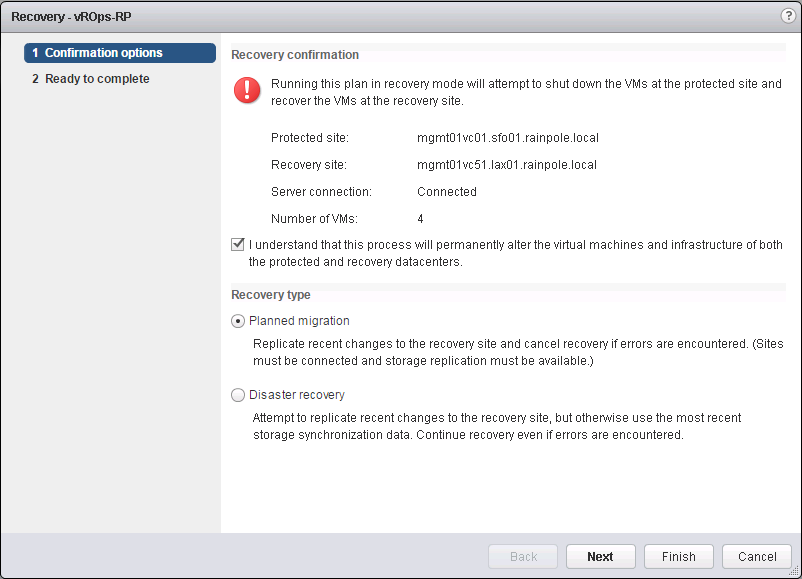 Recovery - vROps-RP
?
1 Confirmation options
2 Ready to complete
Recovery confirmation
Running this plan in recovery mode will attempt to shut down the VMs at the protected site and
recover the VMs at the recovery site.
Protected site: mgmt01vc01.sfo01.rainpole.local
Recovery site: mgmt01vc51.lax01.rainpole.local
Server connection: Connected
Number of VMs: 4
I understand that this process will permanently alter the virtual machines and infrastructure of both
the protected and recovery datacenters.
Recovery type
Planned migration
Replicate recent changes to the recovery site and cancel recovery if errors are encountered. (Sites
must be connected and storage replication must be available.)
Disaster recovery
Attempt to replicate recent changes to the recovery site, but otherwise use the most recent
storage synchronization data. Continue recovery even if errors are encountered.
Back Next Finish Cancel